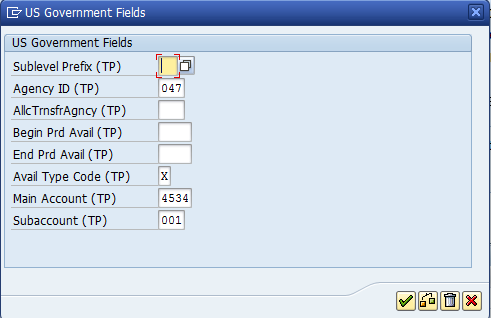 US Government Fields
US Government Fields
Sublevel Prefix (TP)
Agency ID (TP) 047
AllcTrnsfrAgncy (TP)
Begin Prd Avail (TP)
End Prd Avail (TP)
Avail Type Code (TP) X
Main Account (TP) 4534
Subaccount (TP) 001